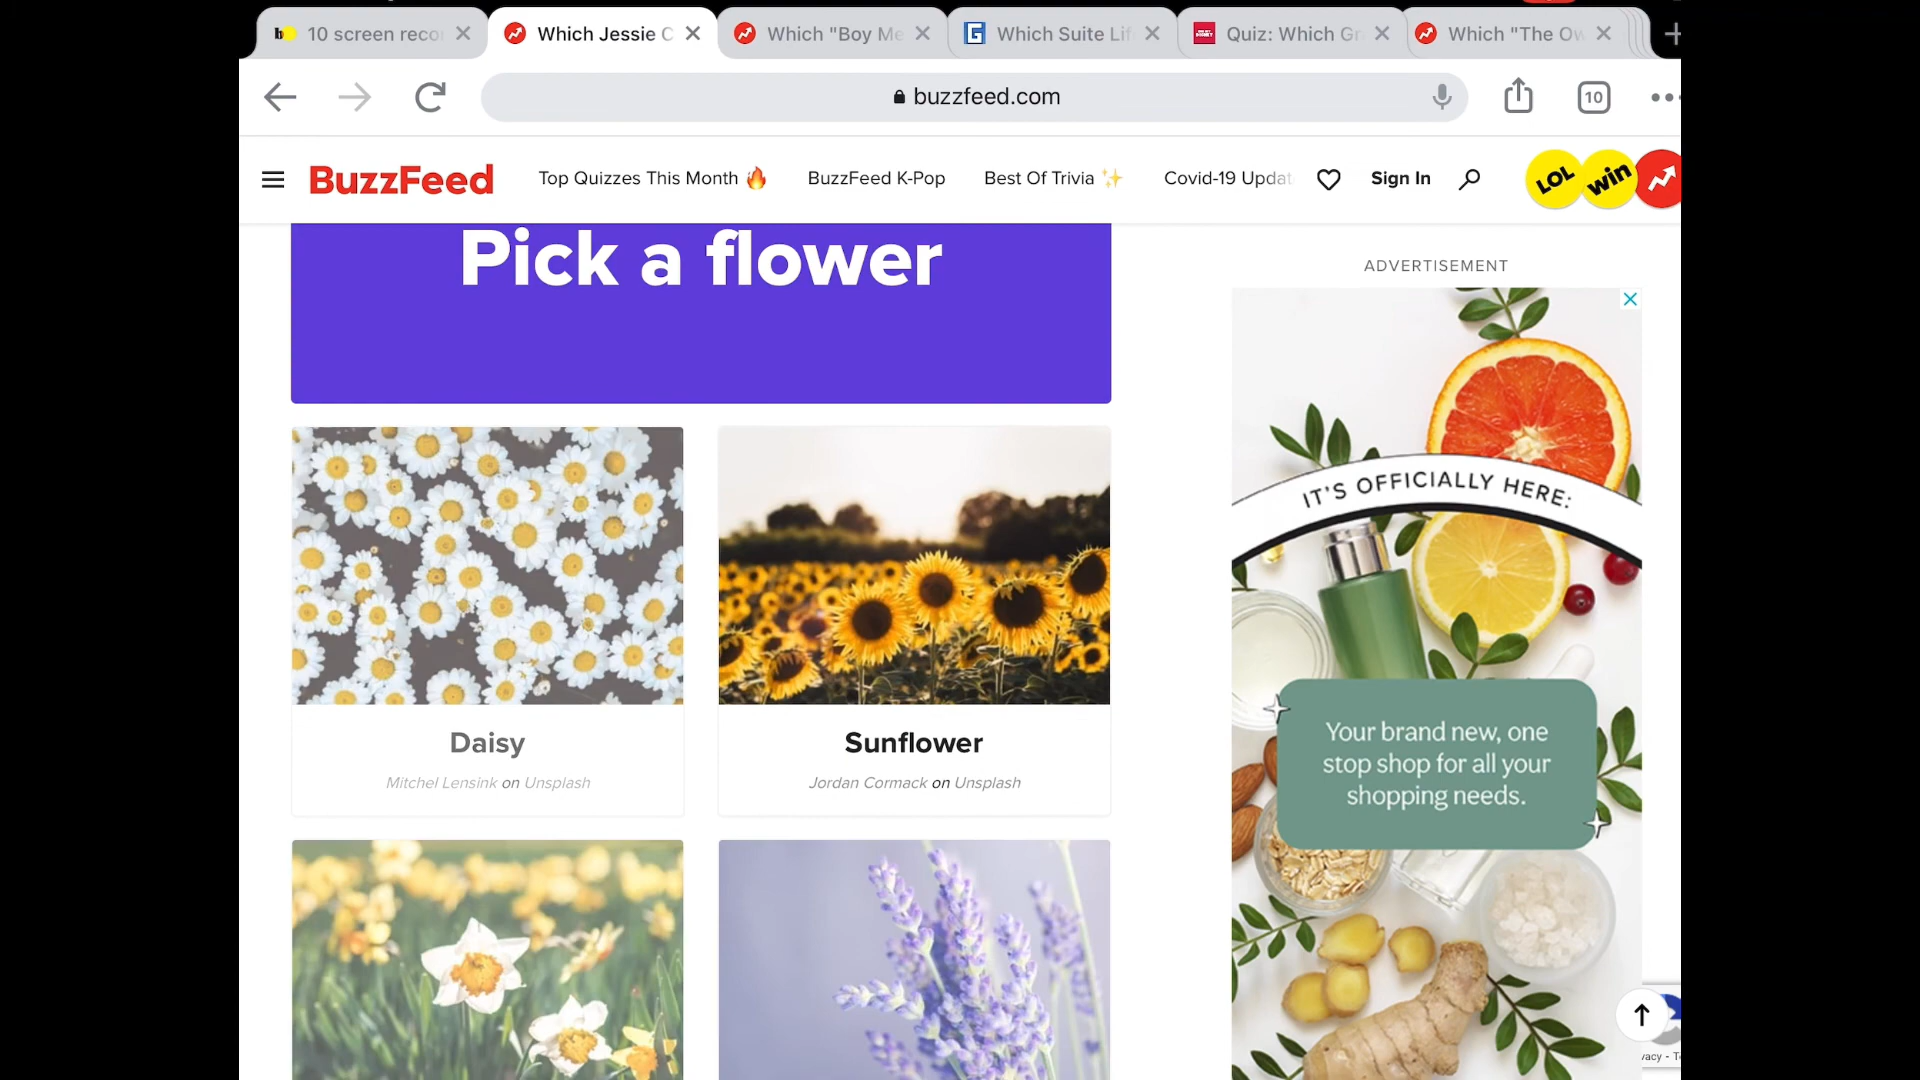 10 screen reco
Which Jessie C
Which "Boy Me
Which Suite Lif
Quiz: Which Gr
Which "The Ow
buzzfeed.com
10
BuzzFeed
Top Quizzes This Month 🔥
BuzzFeed K-Pop
Best Of Trivia ✨
Covid-19 Updat
Sign In
LOL
win
Pick a flower
ADVERTISEMENT
IT'S OFFICIALLY HERE:
Daisy
Mitchel Lensink on Unsplash
Sunflower
Jordan Cormack on Unsplash
Your brand new, one
stop shop for all your
shopping needs.
vacy - T